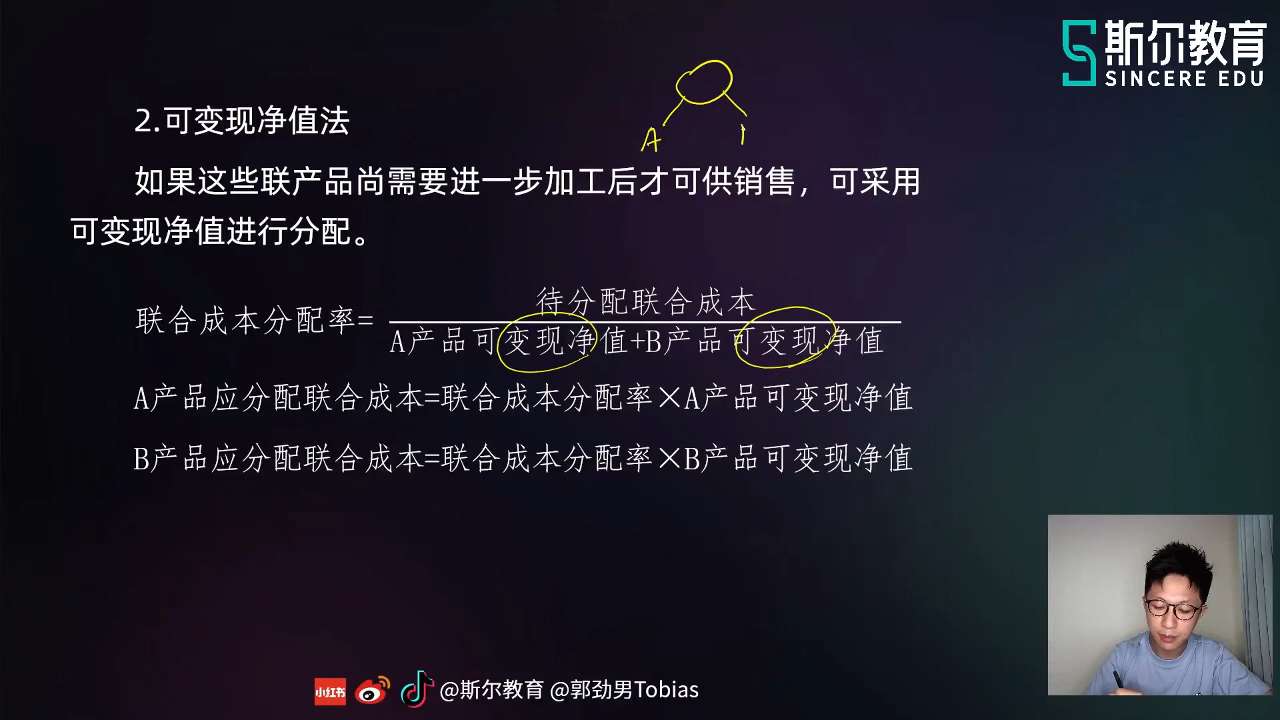 斯尔教育
SINCERE EDU
A
2.可变现净值法
如果这些联产品尚需要进一步加工后才可供销售，可采用
可变现净值进行分配。
待分配联合成本
联合成本分配率=
A产品可变现净值+B产品可变现净值
A产品应分配联合成本=联合成本分配率×A产品可变现净值
B产品应分配联合成本=联合成本分配率×B产品可变现净值
小红书
@斯尔教育 @郭劲男Tobias